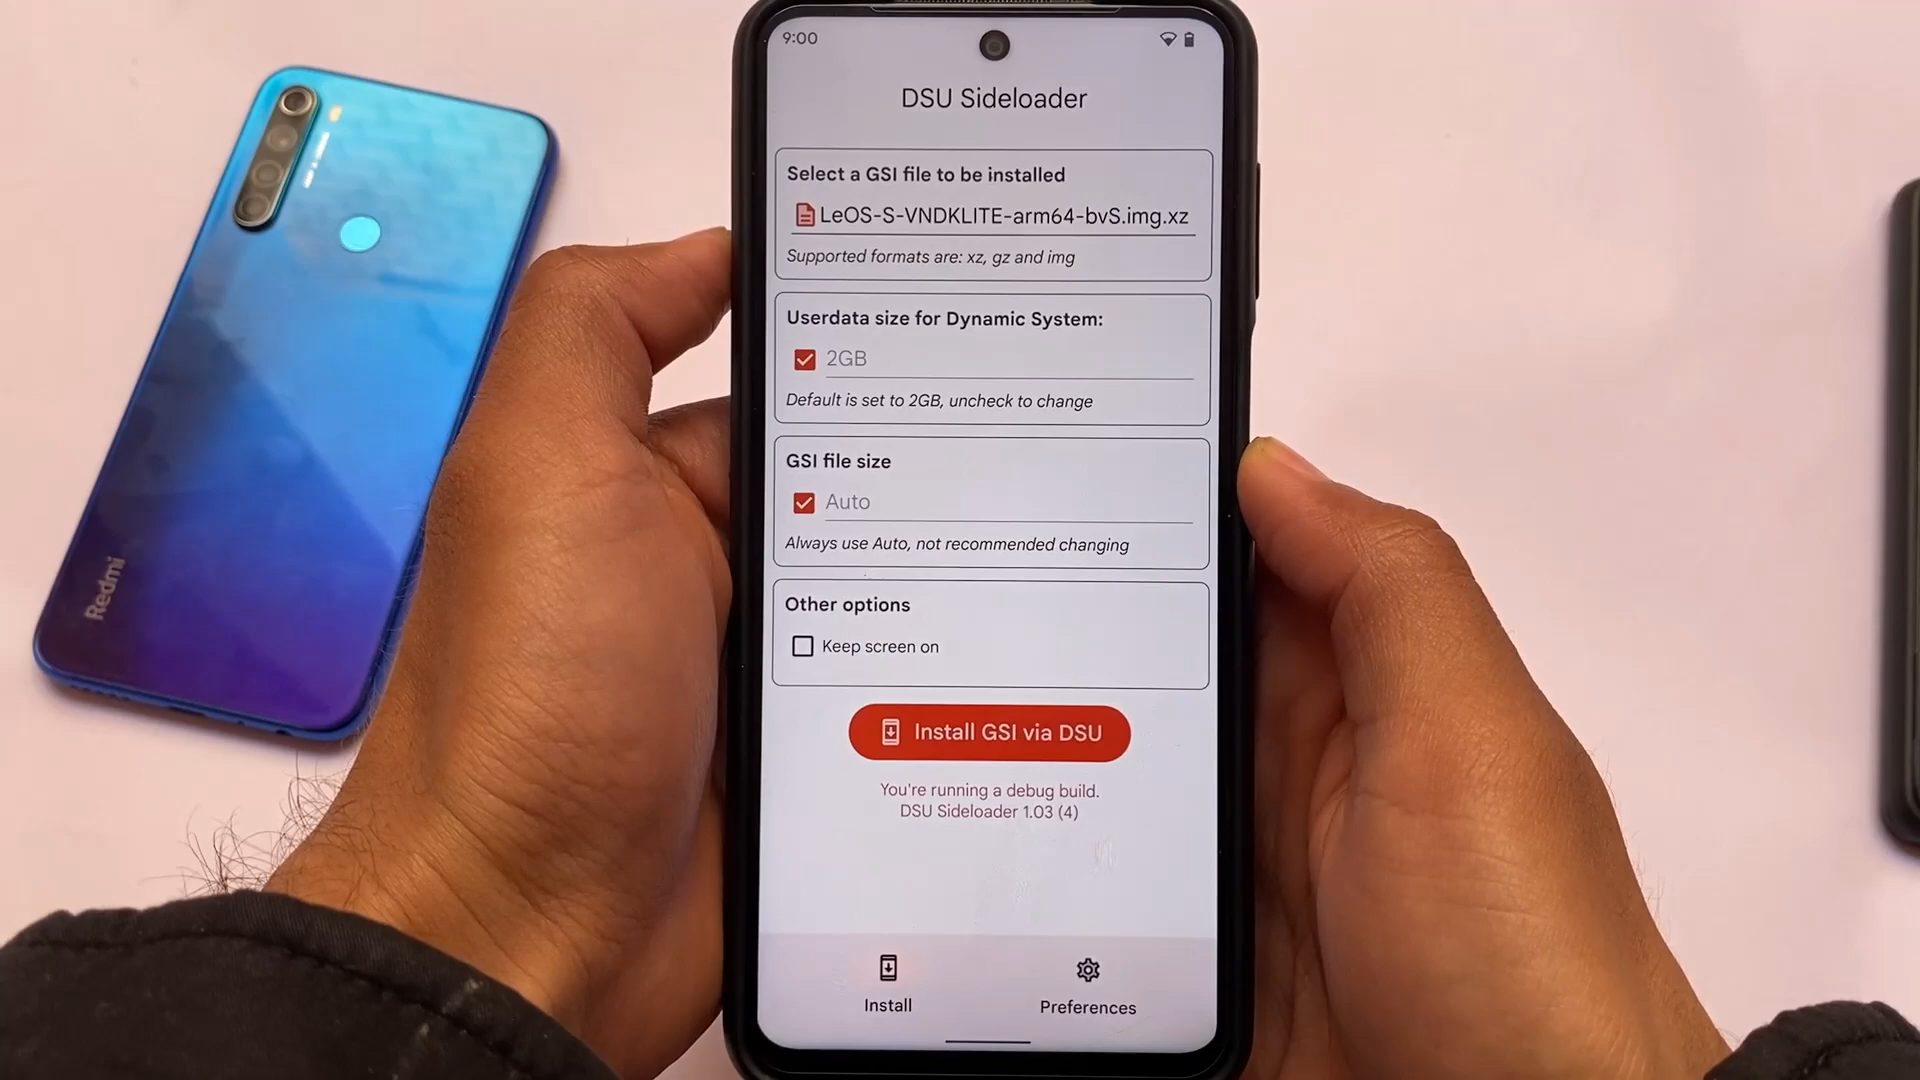 9:00
DSU Sideloader
Select a GSI file to be installed
LeOS-S-VNDKLITE-arm64-bvS.img.xz
Supported formats are: xz, gz and img
Userdata size for Dynamic System:
2GB
Default is set to 2GB, uncheck to change
GSI file size
Auto
Always use Auto, not recommended changing
Other options
Keep screen on
Install GSI via DSU
You're running a debug build.
DSU Sideloader 1.03 (4)
Install
Preferences
Redmi